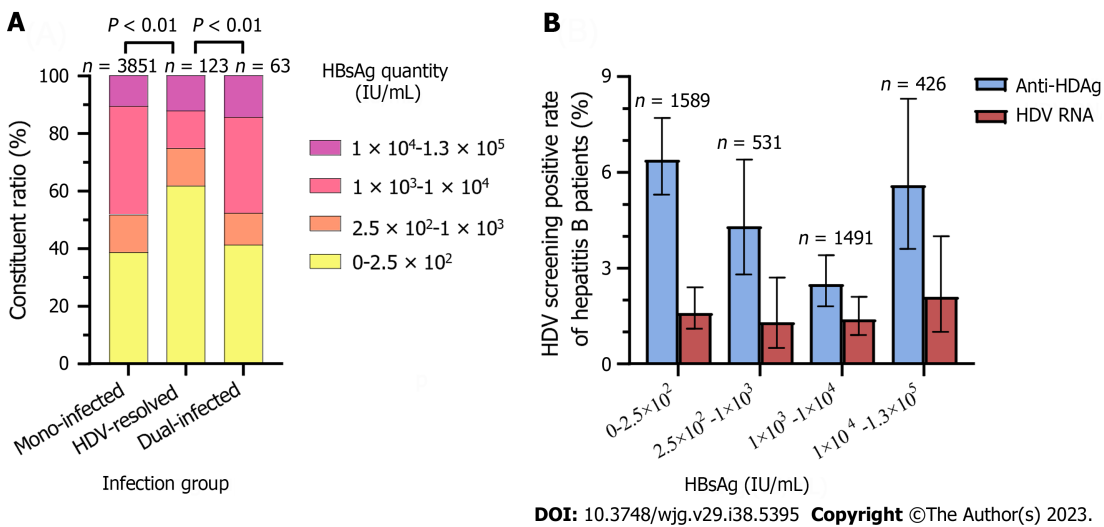 A
P < 0.01 P < 0.01
n = 3851 n = 123 n = 63
HBsAg quantity
(IU/mL)
1 × 10⁴-1.3 × 10⁵
1 × 10³-1 × 10⁴
2.5 × 10²-1 × 10³
0-2.5 × 10²
Constituent ratio (%)
100
80
60
40
20
0
Mono-infected
HDV-resolved
Dual-infected
Infection group
B
Anti-HDAg
HDV RNA
HDV screening positive rate
of hepatitis B patients (%)
9
6
3
0
n = 1589
n = 531
n = 1491
n = 426
0-2.5×10²
2.5×10²-1×10³
1×10³-1×10⁴
1×10⁴-1.3×10⁵
HBsAg (IU/mL)
DOI: 10.3748/wjg.v29.i38.5395 Copyright ©The Author(s) 2023.